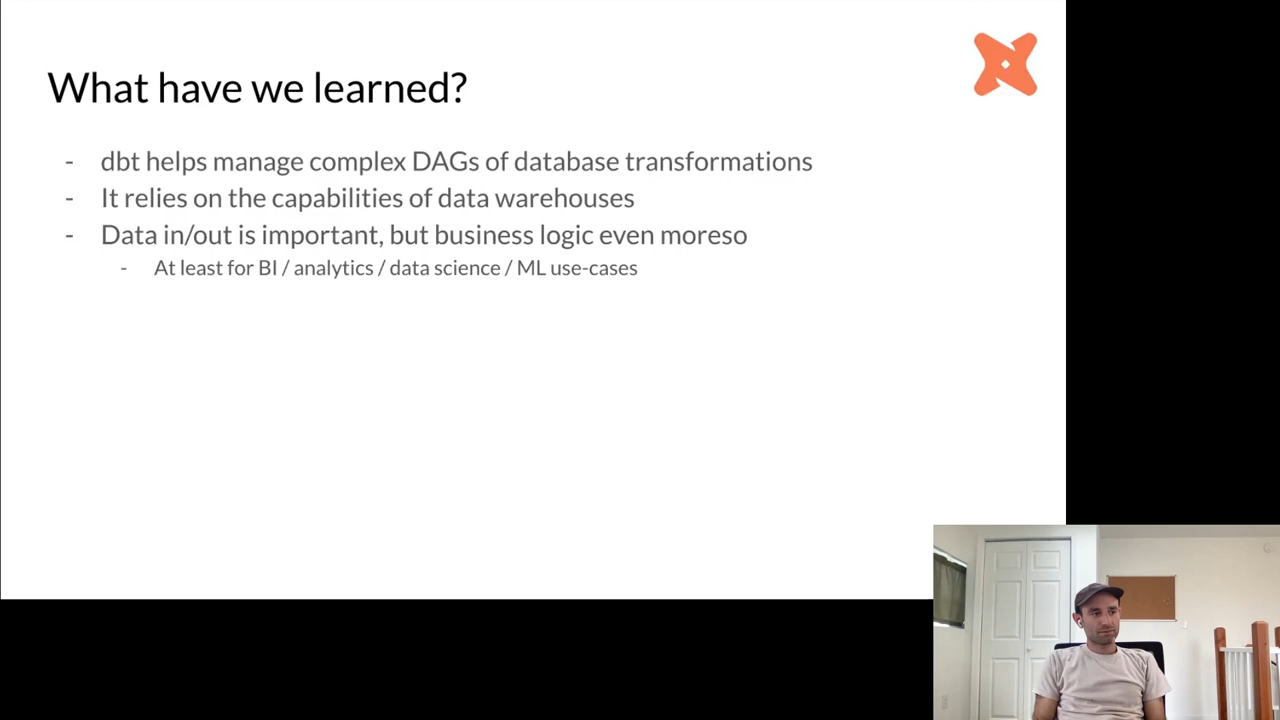 What have we learned?
- dbt helps manage complex DAGs of database transformations
- It relies on the capabilities of data warehouses
- Data in/out is important, but business logic even moreso
- At least for BI / analytics / data science / ML use-cases